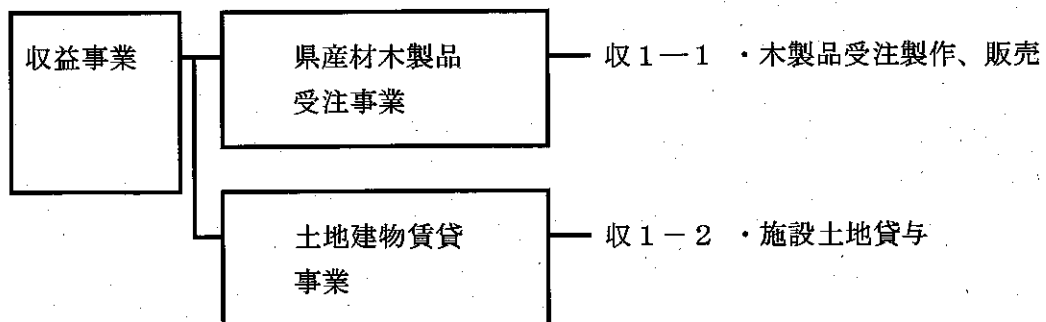 収益事業
県産材木製品
受注事業
収1－1 ・木製品受注製作、販売
土地建物賃貸
事業
収1－2 ・施設土地貸与